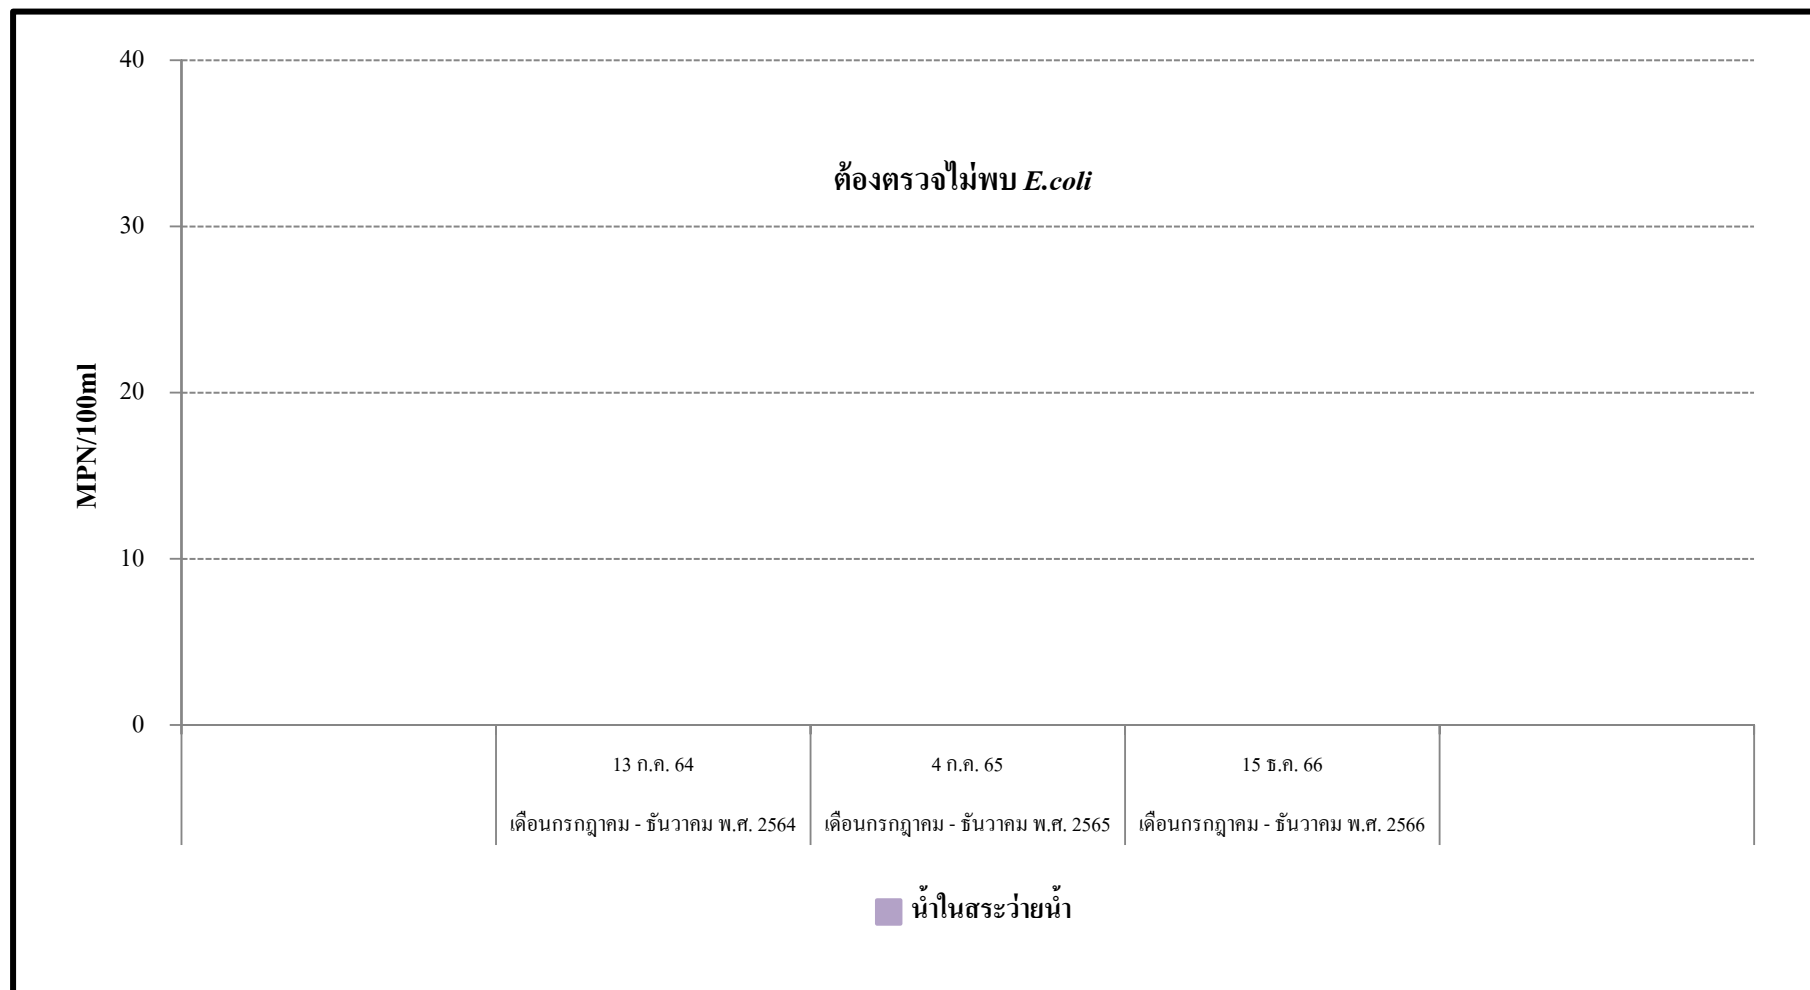 40
ต้องตรวจไม่พบ E.coli
30
20
10
0
MPN/100ml
13 ก.ค. 64
4 ก.ค. 65
15 ธ.ค. 66
เดือนกรกฎาคม - ธันวาคม พ.ศ. 2564
เดือนกรกฎาคม - ธันวาคม พ.ศ. 2565
เดือนกรกฎาคม - ธันวาคม พ.ศ. 2566
น้ำในสระว่ายน้ำ